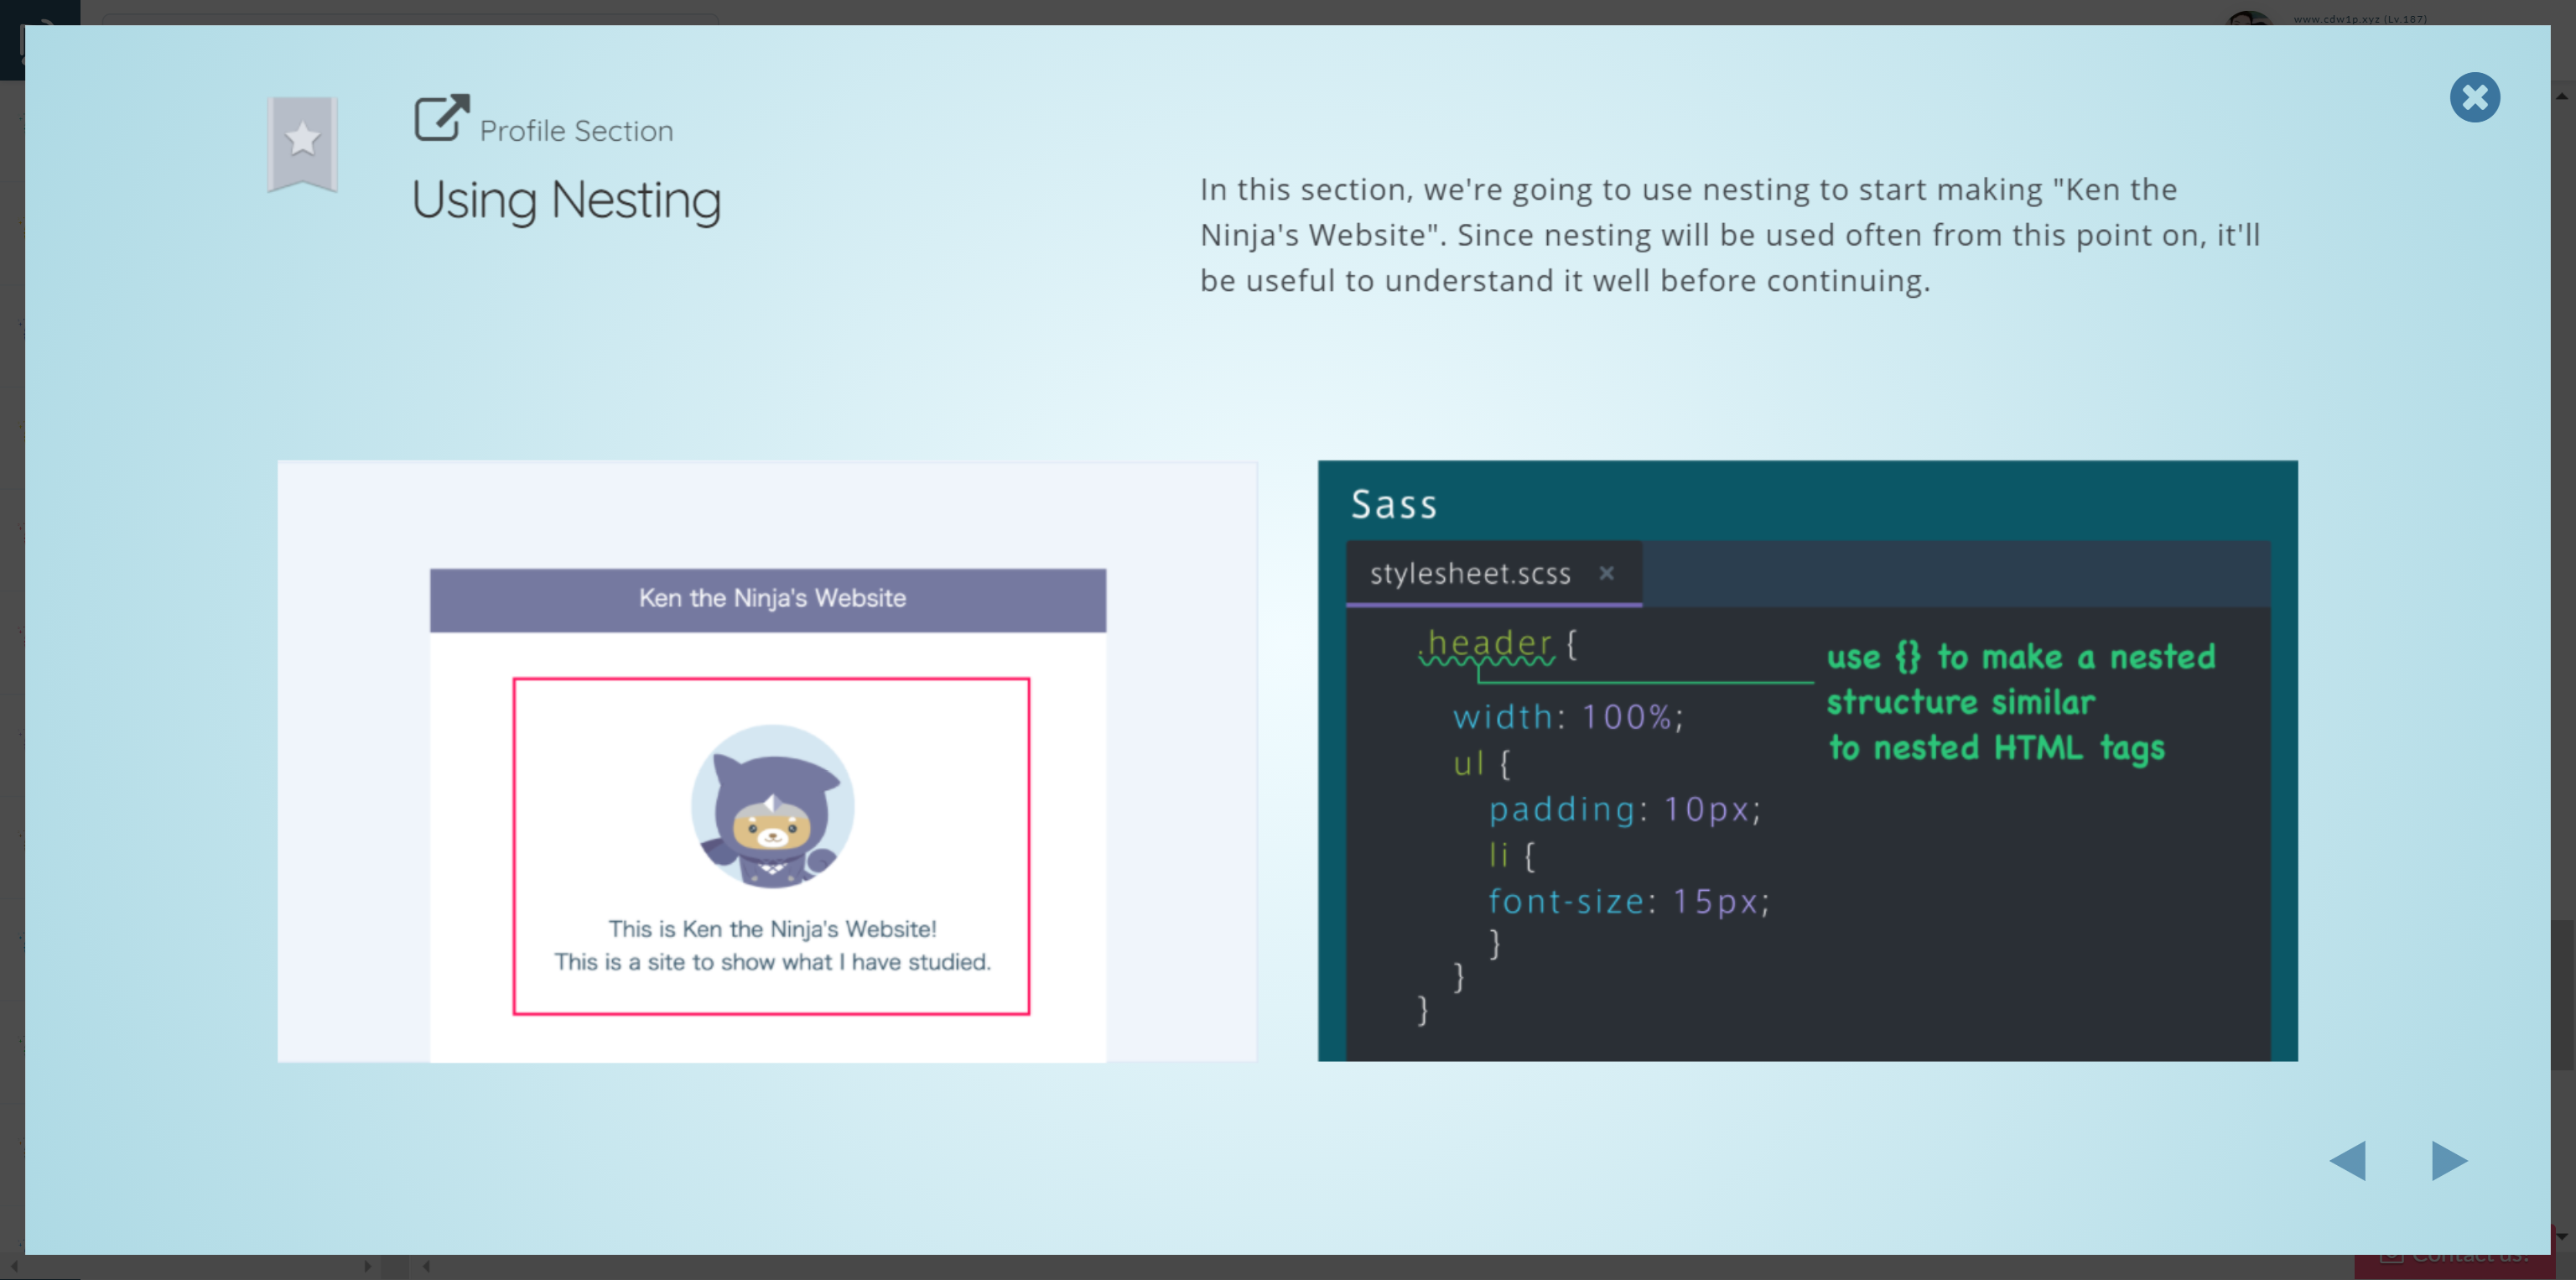 www.cdw1p.xyz (Lv.187)
Profile Section
Using Nesting
In this section, we're going to use nesting to start making "Ken the
Ninja's Website". Since nesting will be used often from this point on, it'll
be useful to understand it well before continuing.
Ken the Ninja's Website
This is Ken the Ninja's Website!
This is a site to show what I have studied.
Sass
stylesheet.scss ×
.header {
width: 100%;
ul {
padding: 10px;
li {
font-size: 15px;
}
}
}
use {} to make a nested
structure similar
to nested HTML tags
Contact us!